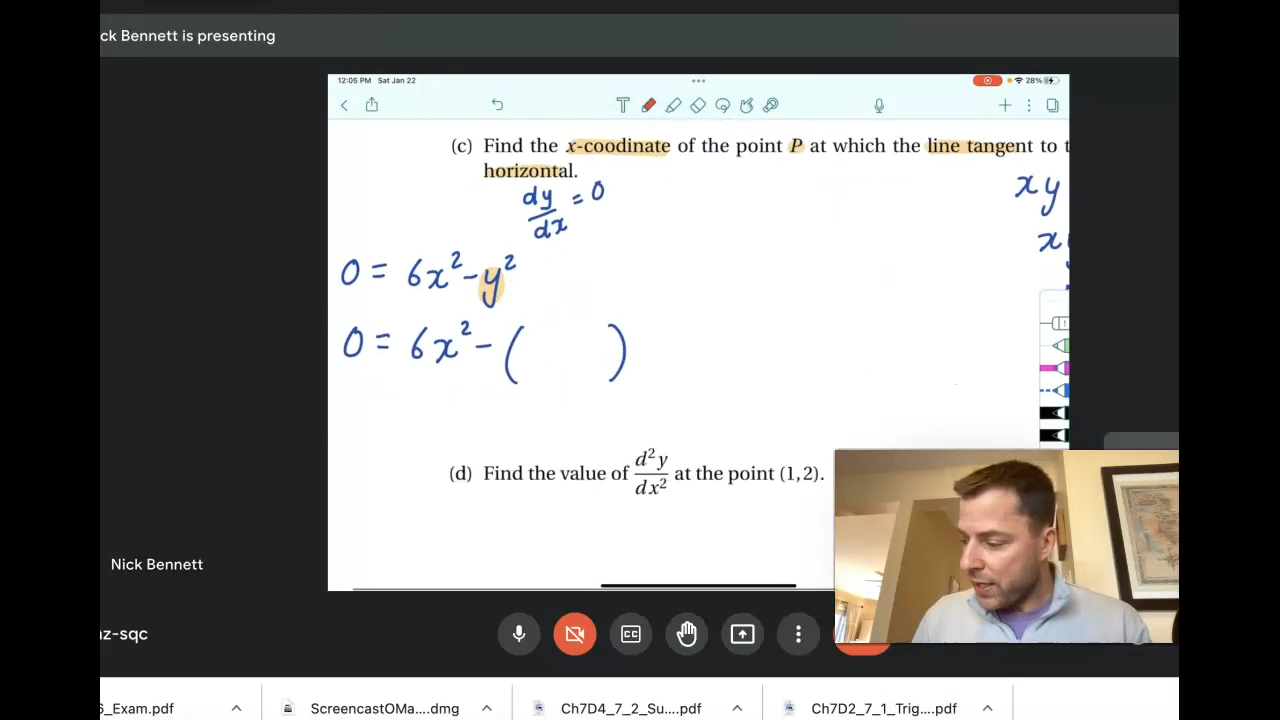 ck Bennett is presenting
12:05 PM Sat Jan 22
28%
(c) Find the x-coodinate of the point P at which the line tangent to t
horizontal.
dy/dx = 0
xy
x
0 = 6x² - y²
0 = 6x² - ( )
(d) Find the value of d²y/dx² at the point (1,2).
Nick Bennett
nz-sqc
CC
6_Exam.pdf
ScreencastOMa....dmg
Ch7D4_7_2_Su....pdf
Ch7D2_7_1_Trig....pdf